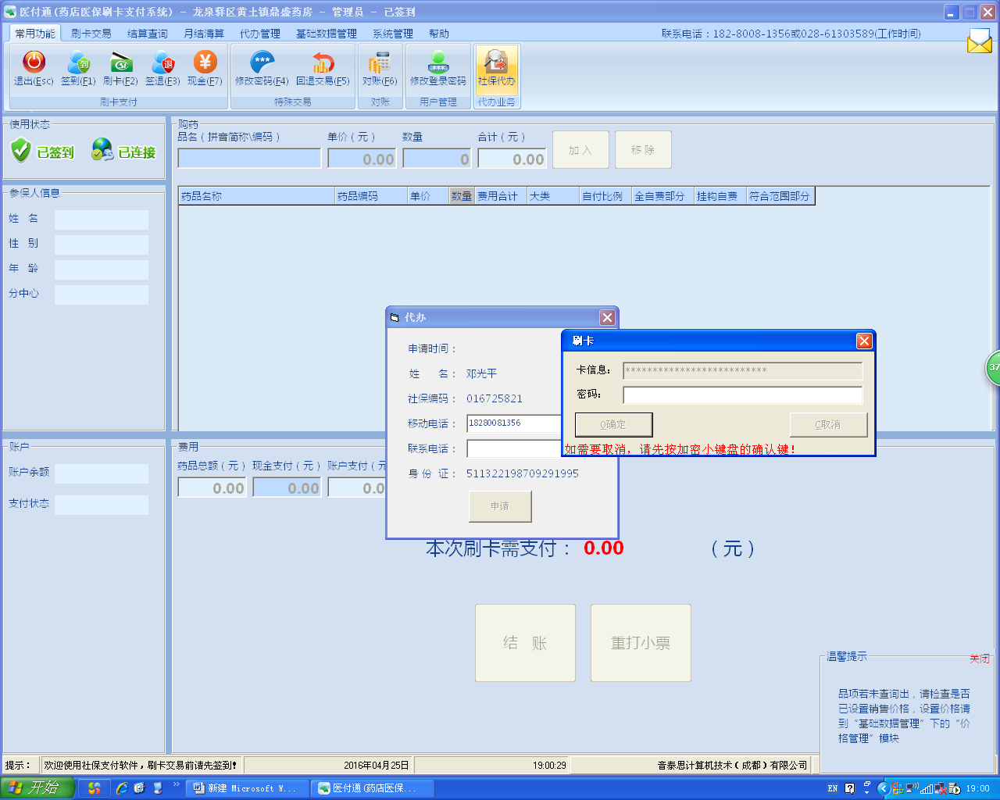 医付通(药店医保刷卡支付系统) - 龙泉驿区黄土镇鼎盛药房 - 管理员 - 已签到
常用功能 刷卡交易 结算查询 月结清算 代办管理 基础数据管理 系统管理 帮助 联系电话：182-8008-1356或028-61303589(工作时间)
退出(Esc) 签到(F1) 刷卡(F2) 签退(F3) 现金(F7) 修改密码(F4) 回退交易(F5) 对账(F6) 修改登录密码 社保代办
刷卡支付 特殊交易 对账 用户管理 代办业务
使用状态
已签到 已连接
参保人信息
姓 名
性 别
年 龄
分中心
账户
账户余额
支付状态
购药
品名（拼音简称\编码） 单价（元） 数量 合计（元）
0.00 0 0.00 加 入 移 除
药品名称 药品编码 单价 数量 费用合计 大类 自付比例 全自费部分 挂钩自费 符合范围部分
代办
申请时间：
姓 名： 邓光平
社保编码： 016725821
移动电话： 18280081356
联系电话：
身 份 证： 511322198709291995
申请
刷卡
卡信息： **************************
密码：
O确定 C取消
如需要取消，请先按加密小键盘的确认键！
37
费用
药品总额（元） 现金支付（元） 账户支付（元
0.00 0.00 0.0
本次刷卡需支付： 0.00 （元）
结 账 重打小票
温馨提示 关闭
品项若未查询出，请检查是否
已设置销售价格，设置价格请
到“基础数据管理”下的“价
格管理”模块
提示： 欢迎使用社保支付软件，刷卡交易前请先签到！ 2016年04月25日 19:00:29 音泰思计算机技术（成都）有限公司
开始 新建 Microsoft W... 医付通(药店医保... EN 19:00